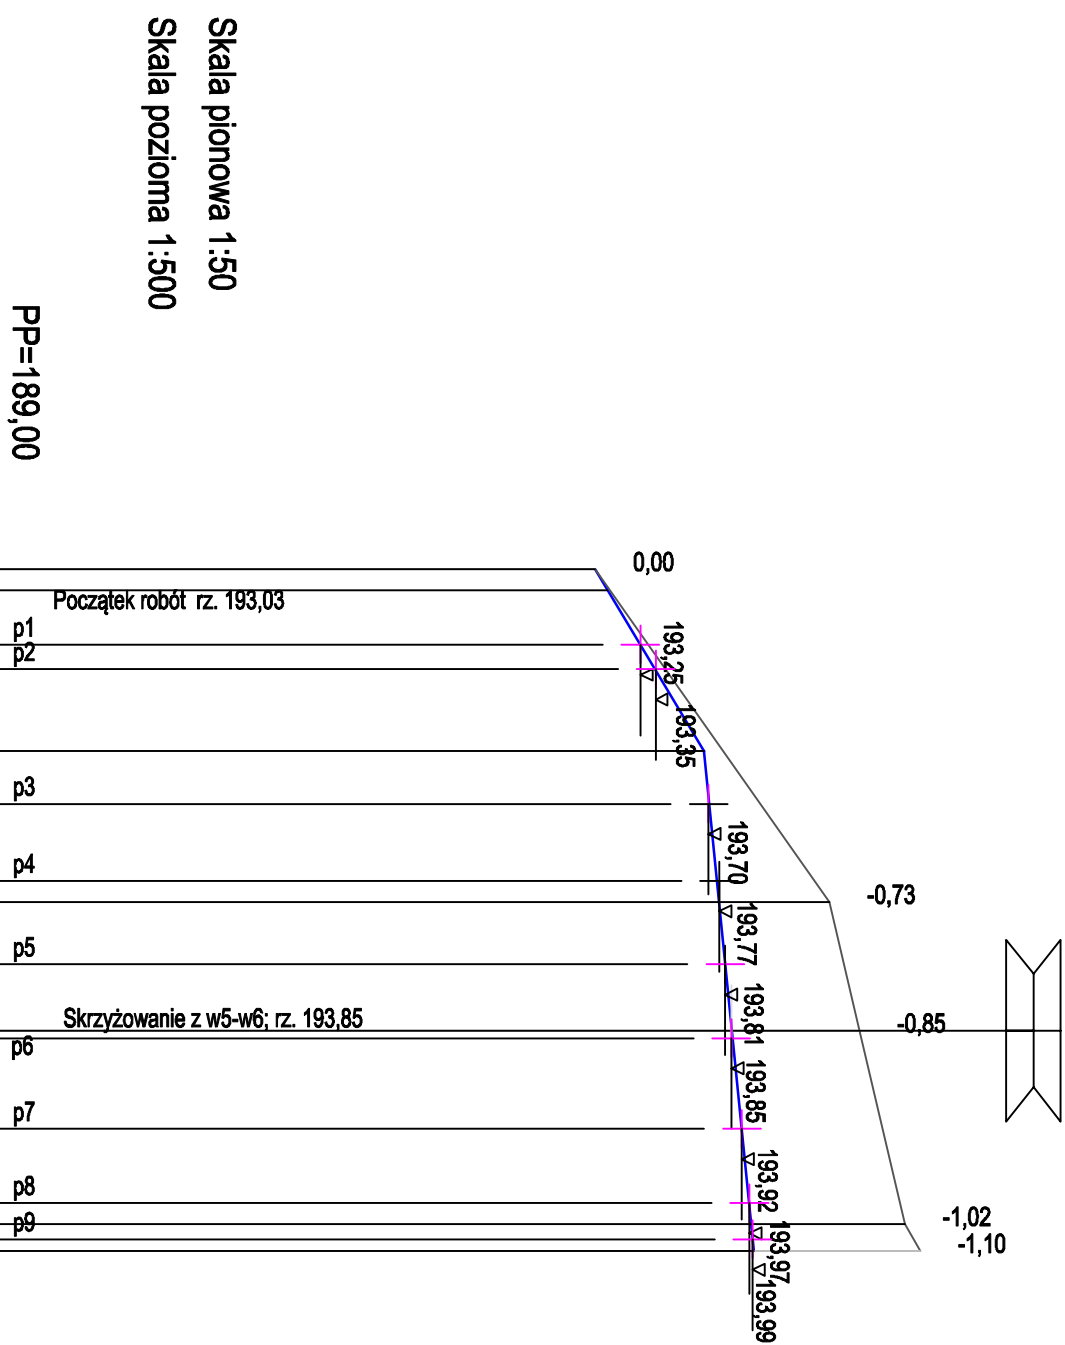 Skala pionowa 1:50
Skala pozioma 1:500
PP=189,00
0,00
Początek robót rz. 193,03
p1
193,25
p2
193,35
p3
193,70
p4
193,77
-0,73
p5
193,81
Skrzyżowanie z w5-w6; rz. 193,85
-0,85
p6
193,85
p7
193,92
p8
193,97
-1,02
p9
193,99
-1,10